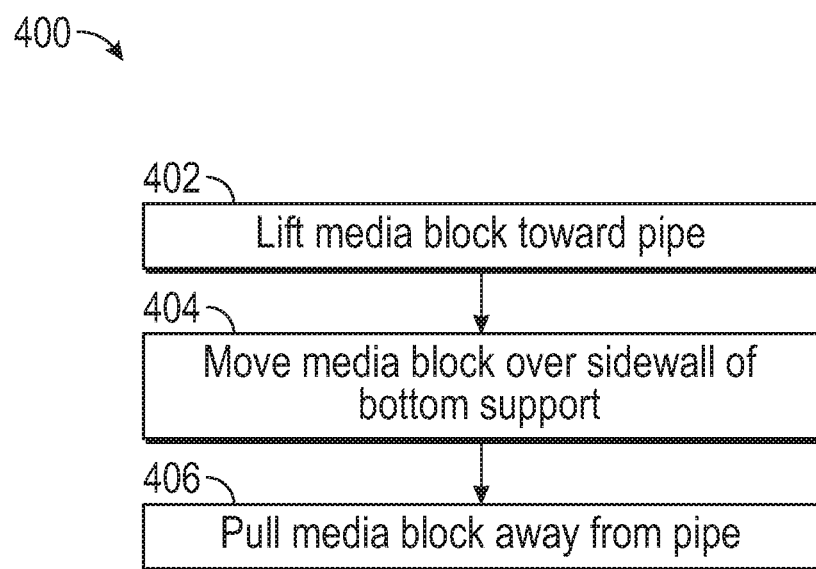 400
402
Lift media block toward pipe
404
Move media block over sidewall of
bottom support
406
Pull media block away from pipe